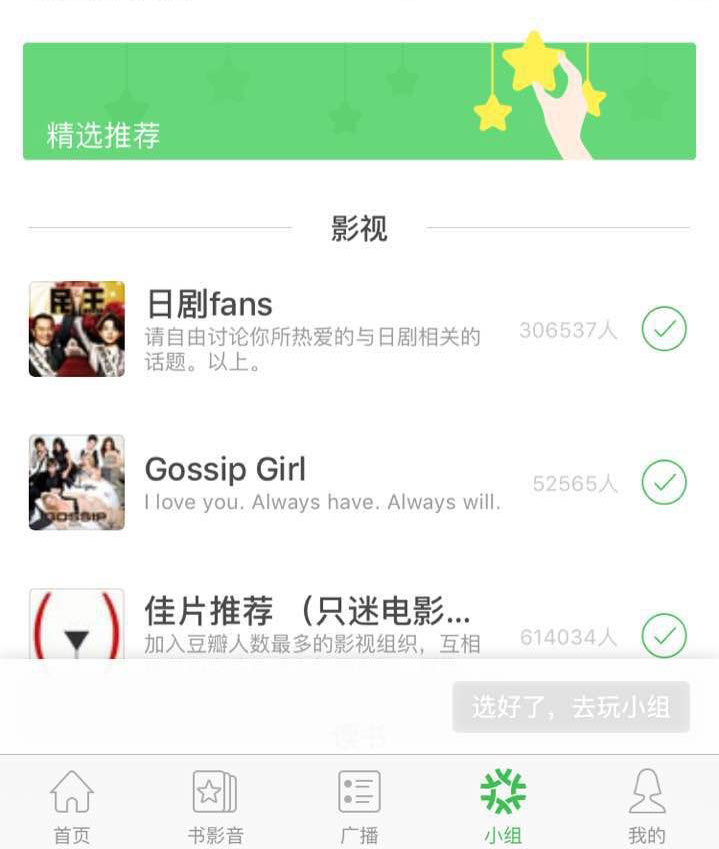 精选推荐
影视
民王
日剧fans
请自由讨论你所热爱的与日剧相关的
话题。以上。
306537人
Gossip Girl
I love you. Always have. Always will.
52565人
GOSSIP
佳片推荐 （只迷电影...
加入豆瓣人数最多的影视组织，互相
614034人
选好了，去玩小组
读书
首页
书影音
广播
小组
我的